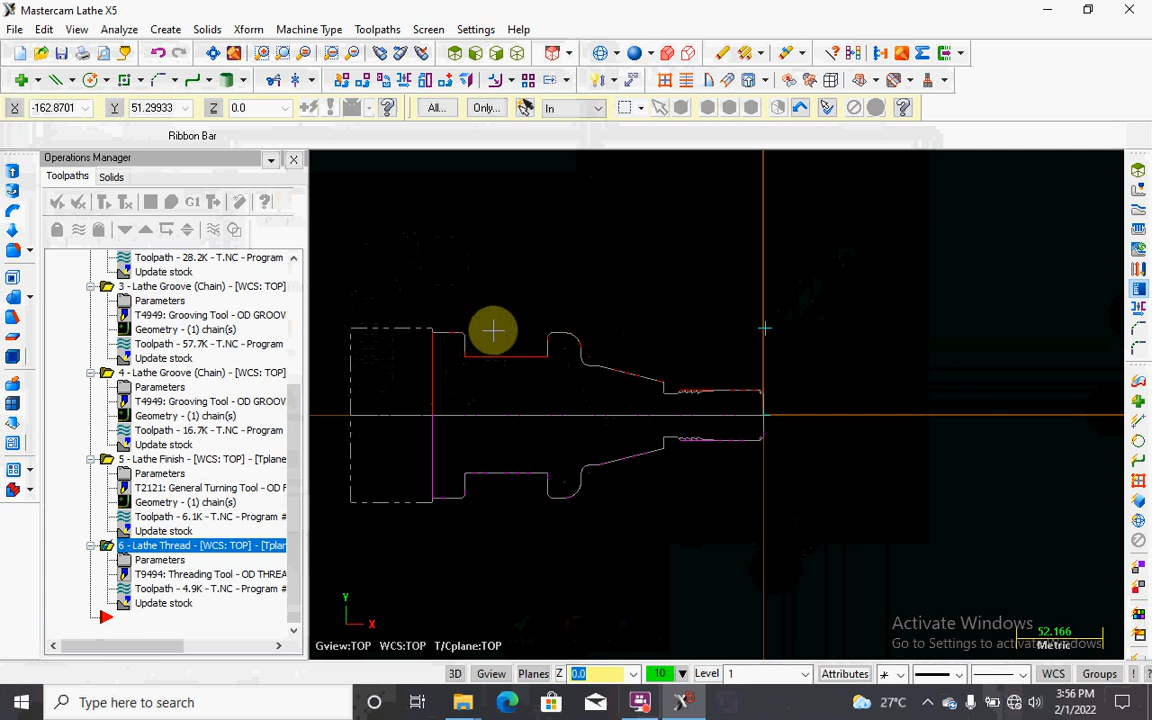 Mastercam Lathe X5
File Edit View Analyze Create Solids Xform Machine Type Toolpaths Screen Settings Help
X -162.8701 Y 51.29933 Z 0.0 All... Only... In
Ribbon Bar
Operations Manager
Toolpaths Solids
G1
Toolpath - 28.2K - T.NC - Program
Update stock
3 - Lathe Groove (Chain) - [WCS: TOP]
Parameters
T4949: Grooving Tool - OD GROOV
Geometry - (1) chain(s)
Toolpath - 57.7K - T.NC - Program
Update stock
4 - Lathe Groove (Chain) - [WCS: TOP]
Parameters
T4949: Grooving Tool - OD GROOV
Geometry - (1) chain(s)
Toolpath - 16.7K - T.NC - Program
Update stock
5 - Lathe Finish - [WCS: TOP] - [Tplane
Parameters
T2121: General Turning Tool - OD F
Geometry - (1) chain(s)
Toolpath - 6.1K - T.NC - Program #
Update stock
6 - Lathe Thread - [WCS: TOP] - [Tplar
Parameters
T9494: Threading Tool - OD THREA
Toolpath - 4.9K - T.NC - Program #
Update stock
Y
X
Gview:TOP WCS:TOP T/Cplane:TOP
Activate Windows
Go to Settings to activate Windows.
52.166
Metric
3D Gview Planes Z 0.0 10 Level 1 Attributes WCS Groups ! ?
Type here to search
27°C
3:56 PM
2/1/2022